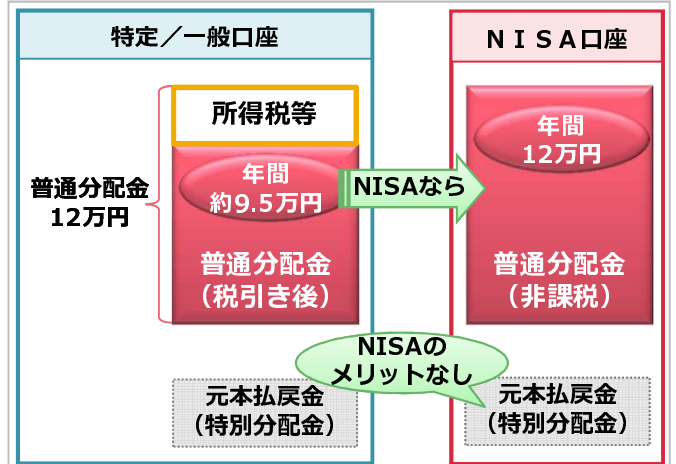 特定／一般口座
ＮＩＳＡ口座
所得税等
普通分配金
12万円
年間
約9.5万円
普通分配金
（税引き後）
NISAなら
年間
12万円
普通分配金
（非課税）
NISAの
メリットなし
元本払戻金
（特別分配金）
元本払戻金
（特別分配金）